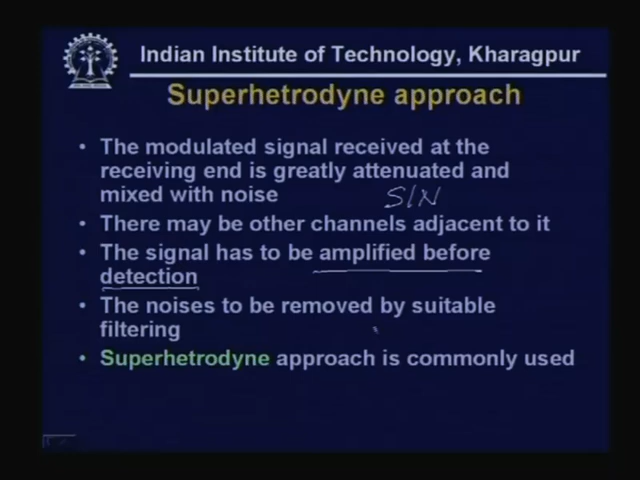 Indian Institute of Technology, Kharagpur
Superhetrodyne approach
• The modulated signal received at the
receiving end is greatly attenuated and
mixed with noise
S/N
• There may be other channels adjacent to it
• The signal has to be amplified before
detection
• The noises to be removed by suitable
filtering
• Superhetrodyne approach is commonly used